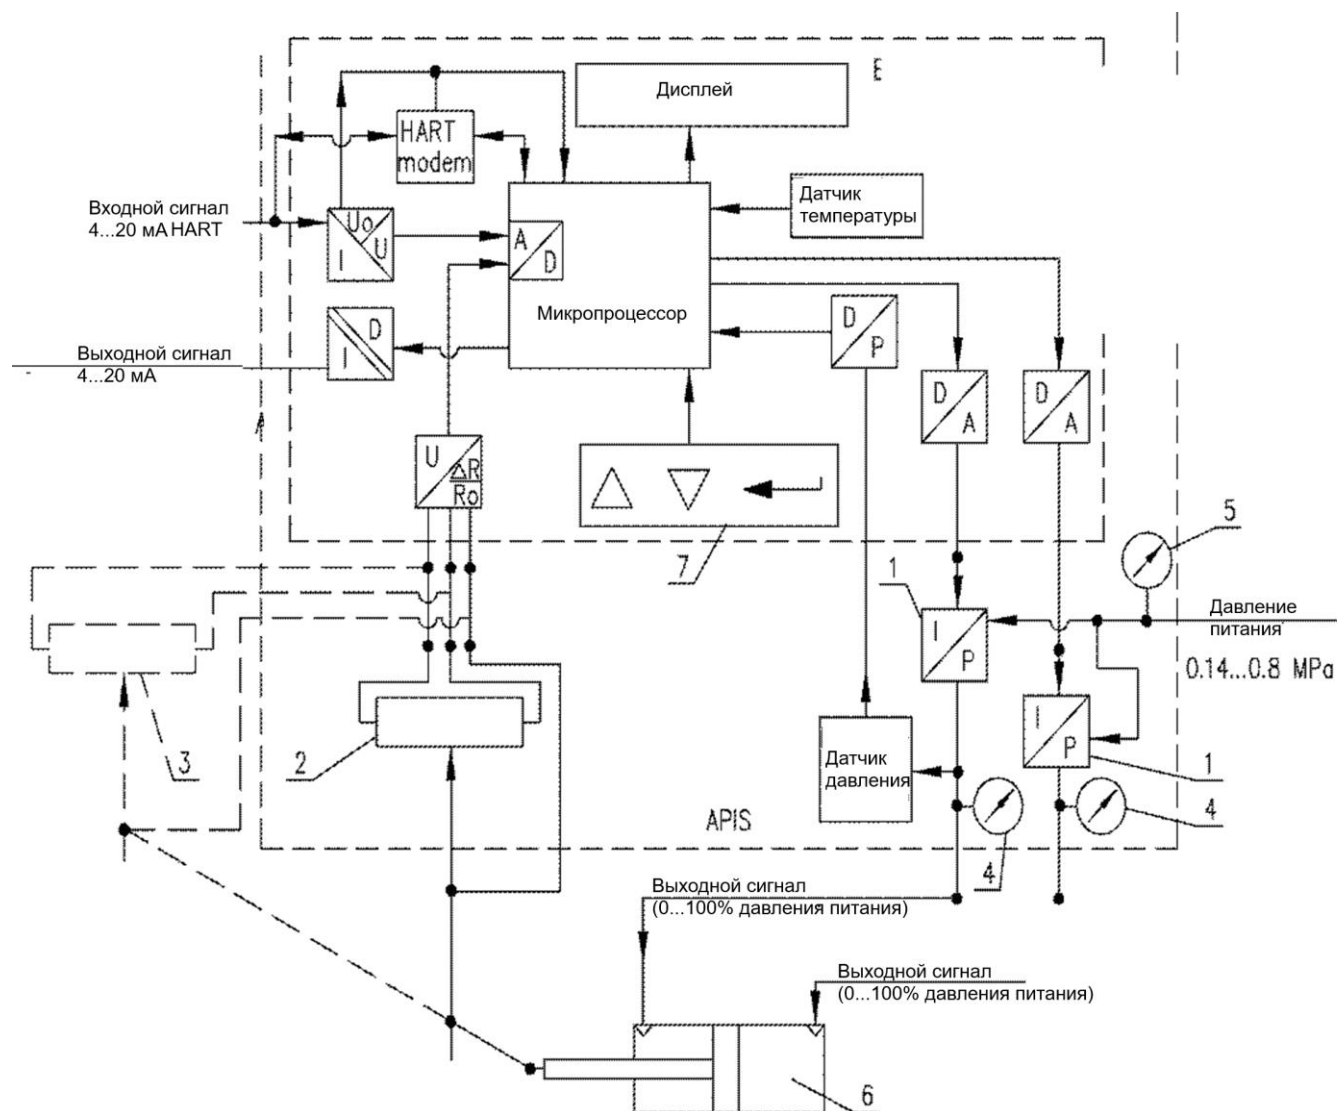 E
Дисплей
HART
modem
Датчик
температуры
Входной сигнал
4...20 мА HART
Uo
U
I
A
D
Микропроцессор
D
P
Выходной сигнал
4...20 мА
D
I
D
A
D
A
U
ΔR
Ro
5
7
1
Давление
питания
I
P
0.14...0.8 MPa
I
P
3
2
Датчик
давления
1
APIS
4
4
Выходной сигнал
(0...100% давления питания)
Выходной сигнал
(0...100% давления питания)
6